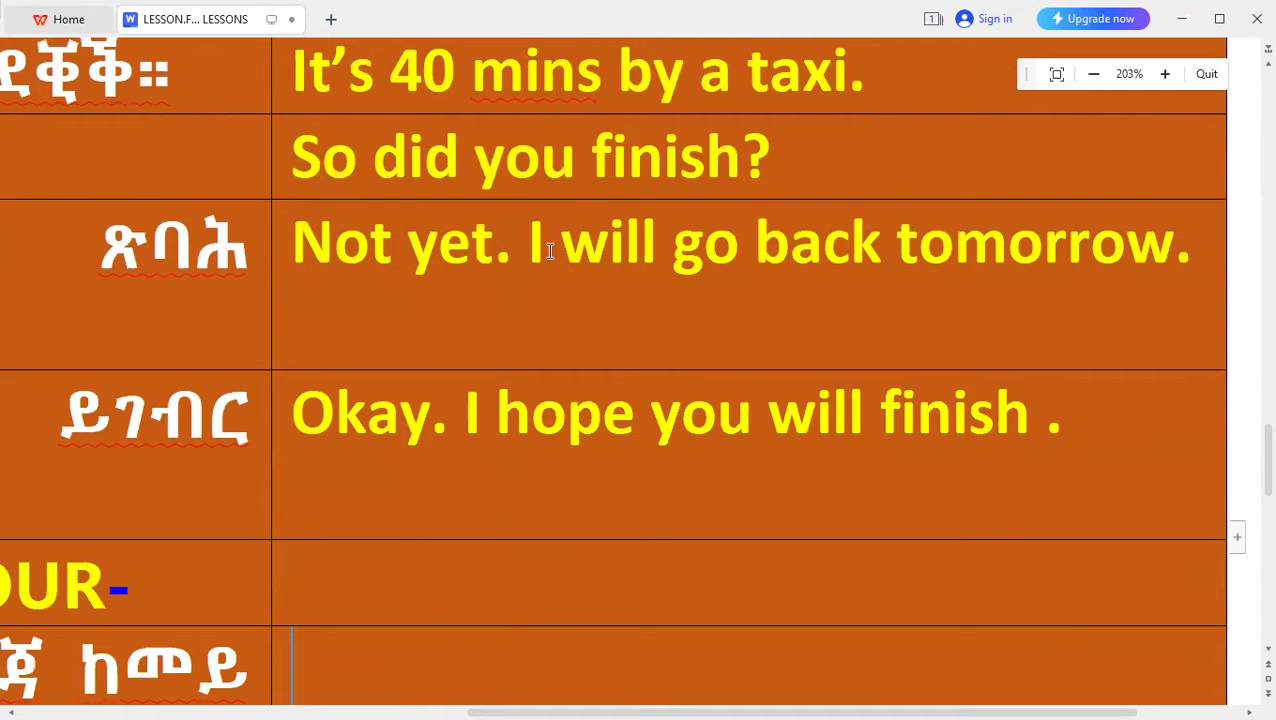 Home
LESSON.F... LESSONS
Sign in
Upgrade now
203%
Quit
It's 40 mins by a taxi.
So did you finish?
ጽባሕ Not yet. I will go back tomorrow.
ይገብር Okay. I hope you will finish .
OUR-
ከመይ